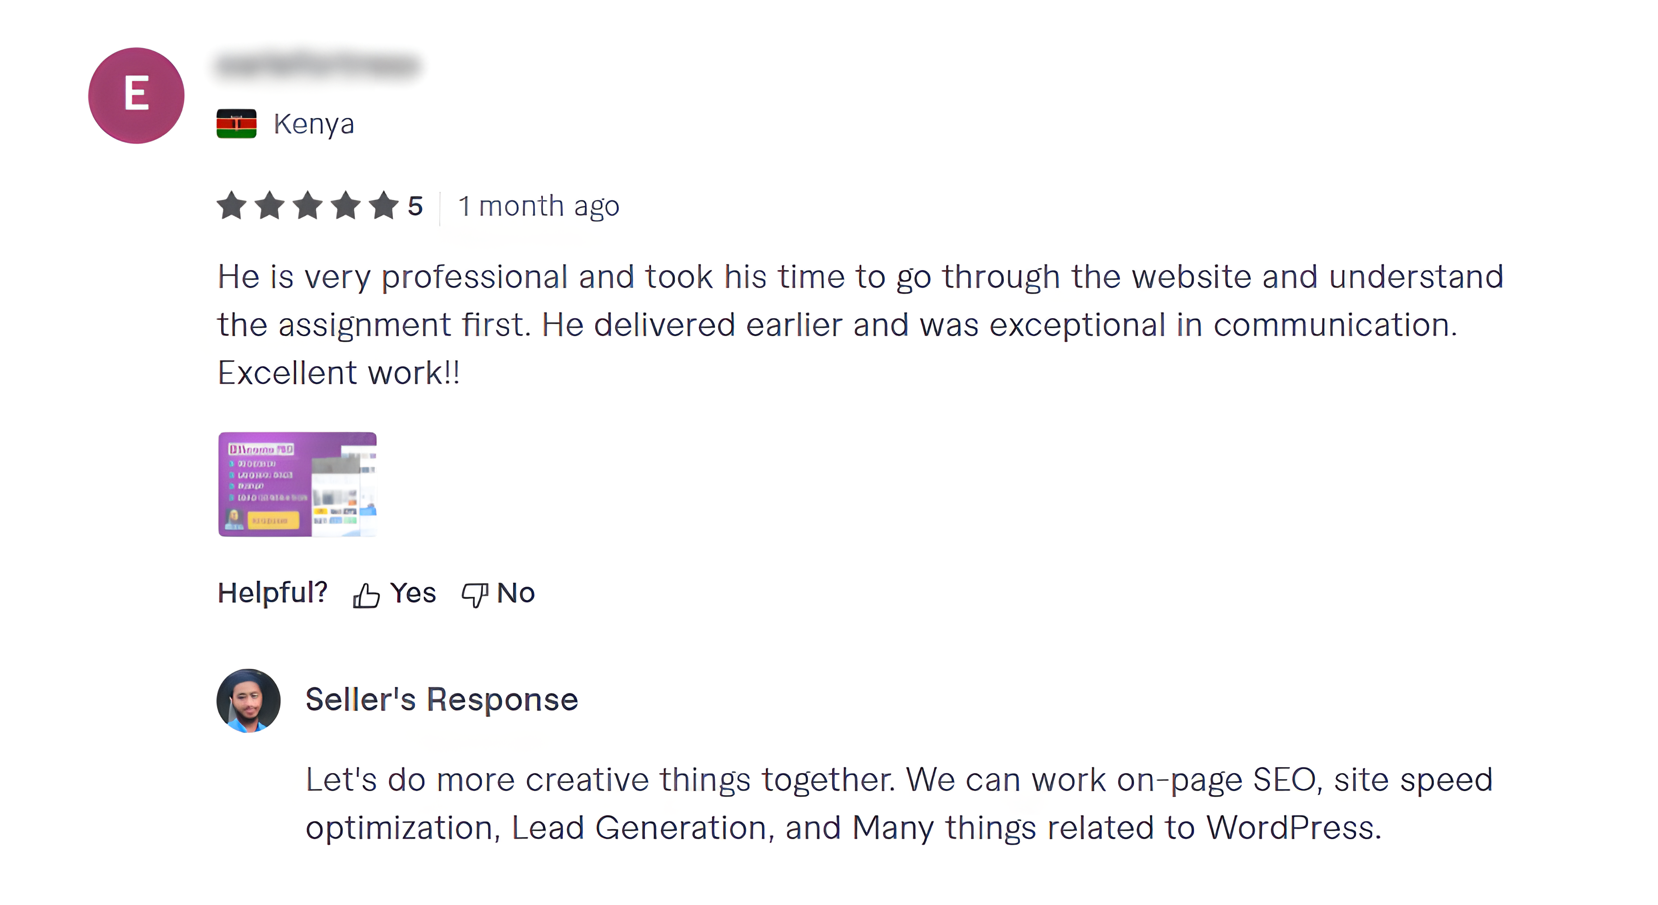 E
Kenya
5
1 month ago
He is very professional and took his time to go through the website and understand
the assignment first. He delivered earlier and was exceptional in communication.
Excellent work!!
Helpful?
Yes
No
Seller's Response
Let's do more creative things together. We can work on-page SEO, site speed
optimization, Lead Generation, and Many things related to WordPress.